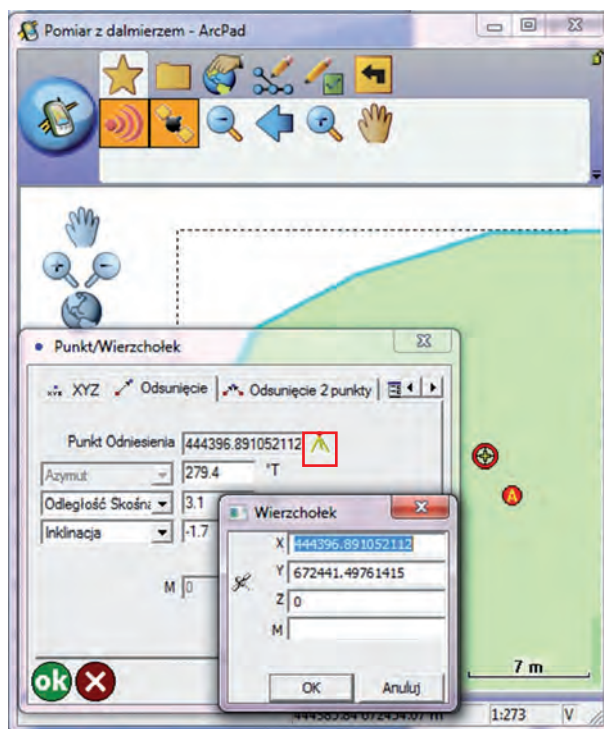 Pomiar z dalmierzem - ArcPad
A
Punkt/Wierzchołek
XYZ Odsunięcie Odsunięcie 2 punkty
Punkt Odniesienia 444396.891052112
Azymut 279.4 °T
Odległość Skośna 3.1
Inklinacja -1.7
M 0
Wierzchołek
X 444396.891052112
Y 672441.49761415
Z 0
M
OK Anuluj
ok
7 m
1:273 V